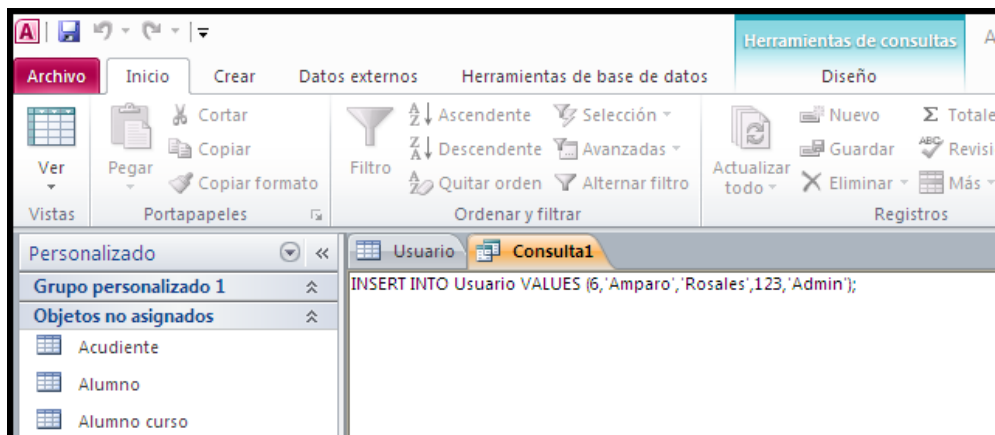 A
Herramientas de consultas
Archivo Inicio Crear Datos externos Herramientas de base de datos Diseño
Ver
Vistas
Pegar
Cortar
Copiar
Copiar formato
Portapapeles
Filtro
Ascendente
Descendente
Quitar orden
Selección
Avanzadas
Alternar filtro
Ordenar y filtrar
Actualizar
todo
Nuevo
Guardar
Eliminar
Σ Totale
Revisi
Más
Registros
Personalizado
Grupo personalizado 1
Objetos no asignados
Acudiente
Alumno
Alumno curso
Usuario Consulta1
INSERT INTO Usuario VALUES (6,'Amparo','Rosales',123,'Admin');